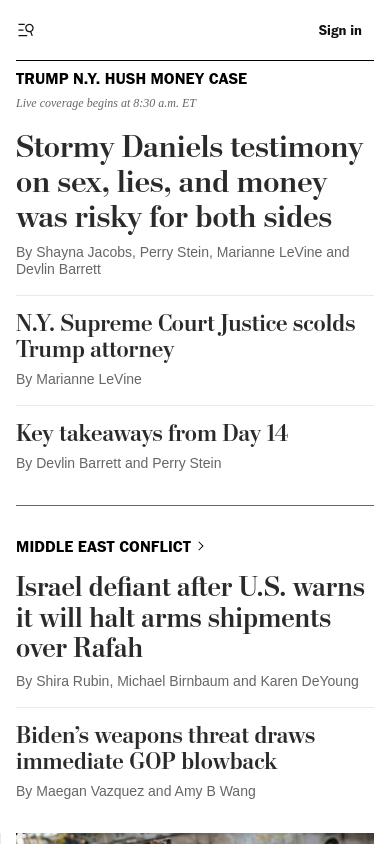 Sign in
TRUMP N.Y. HUSH MONEY CASE
Live coverage begins at 8:30 a.m. ET
Stormy Daniels testimony
on sex, lies, and money
was risky for both sides
By Shayna Jacobs, Perry Stein, Marianne LeVine and
Devlin Barrett
N.Y. Supreme Court Justice scolds
Trump attorney
By Marianne LeVine
Key takeaways from Day 14
By Devlin Barrett and Perry Stein
MIDDLE EAST CONFLICT
Israel defiant after U.S. warns
it will halt arms shipments
over Rafah
By Shira Rubin, Michael Birnbaum and Karen DeYoung
Biden’s weapons threat draws
immediate GOP blowback
By Maegan Vazquez and Amy B Wang